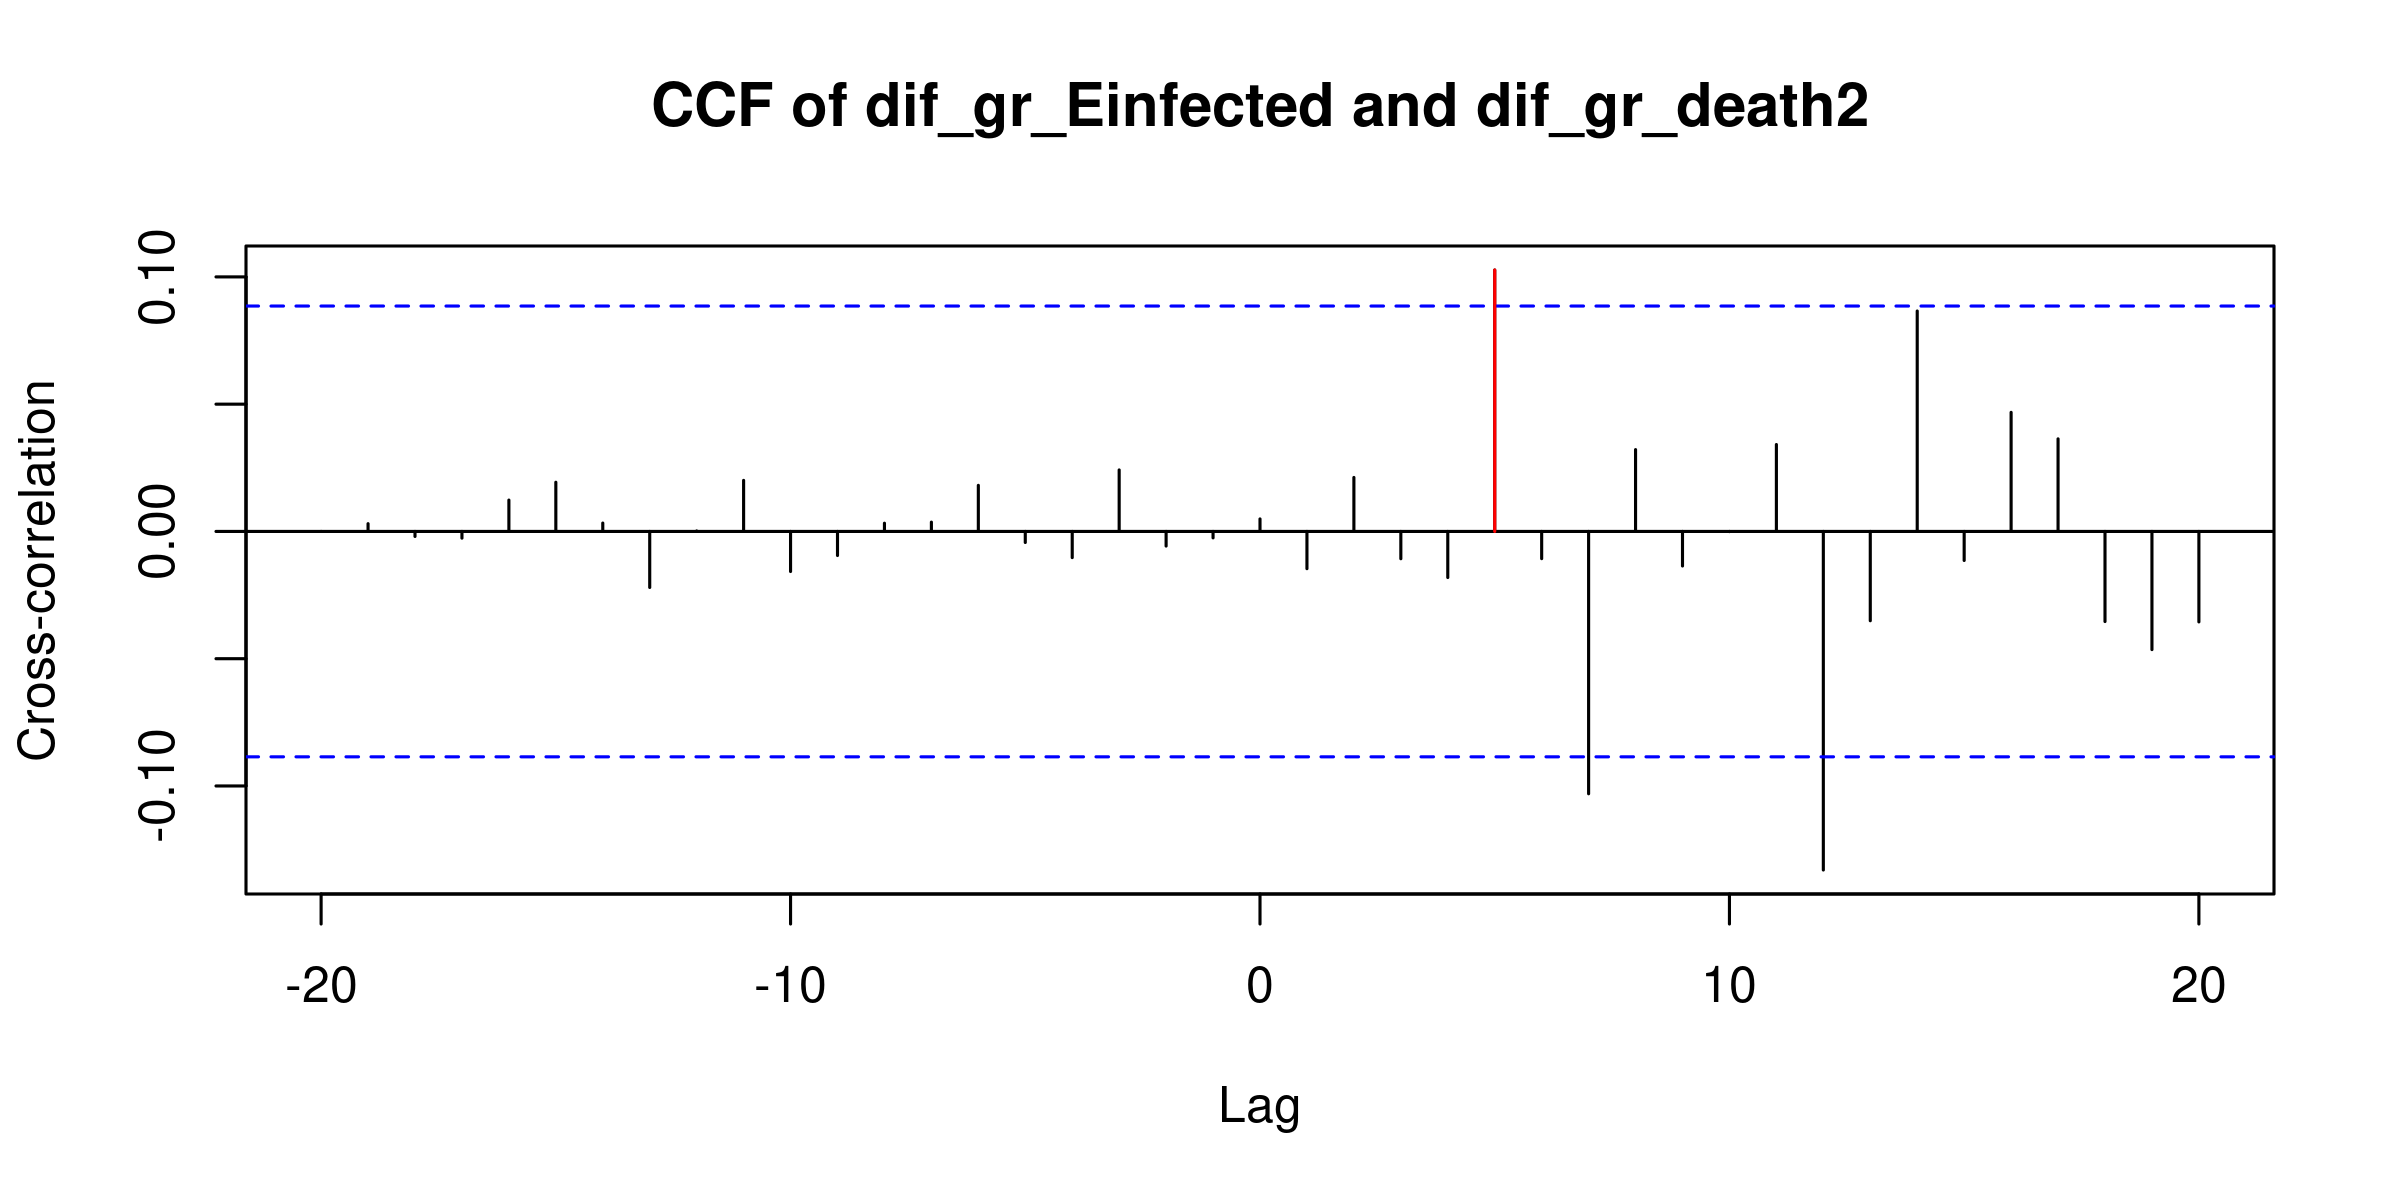 CCF of dif_gr_Einfected and dif_gr_death2
Cross-correlation
0.10
0.00
-0.10
-20 -10 0 10 20
Lag